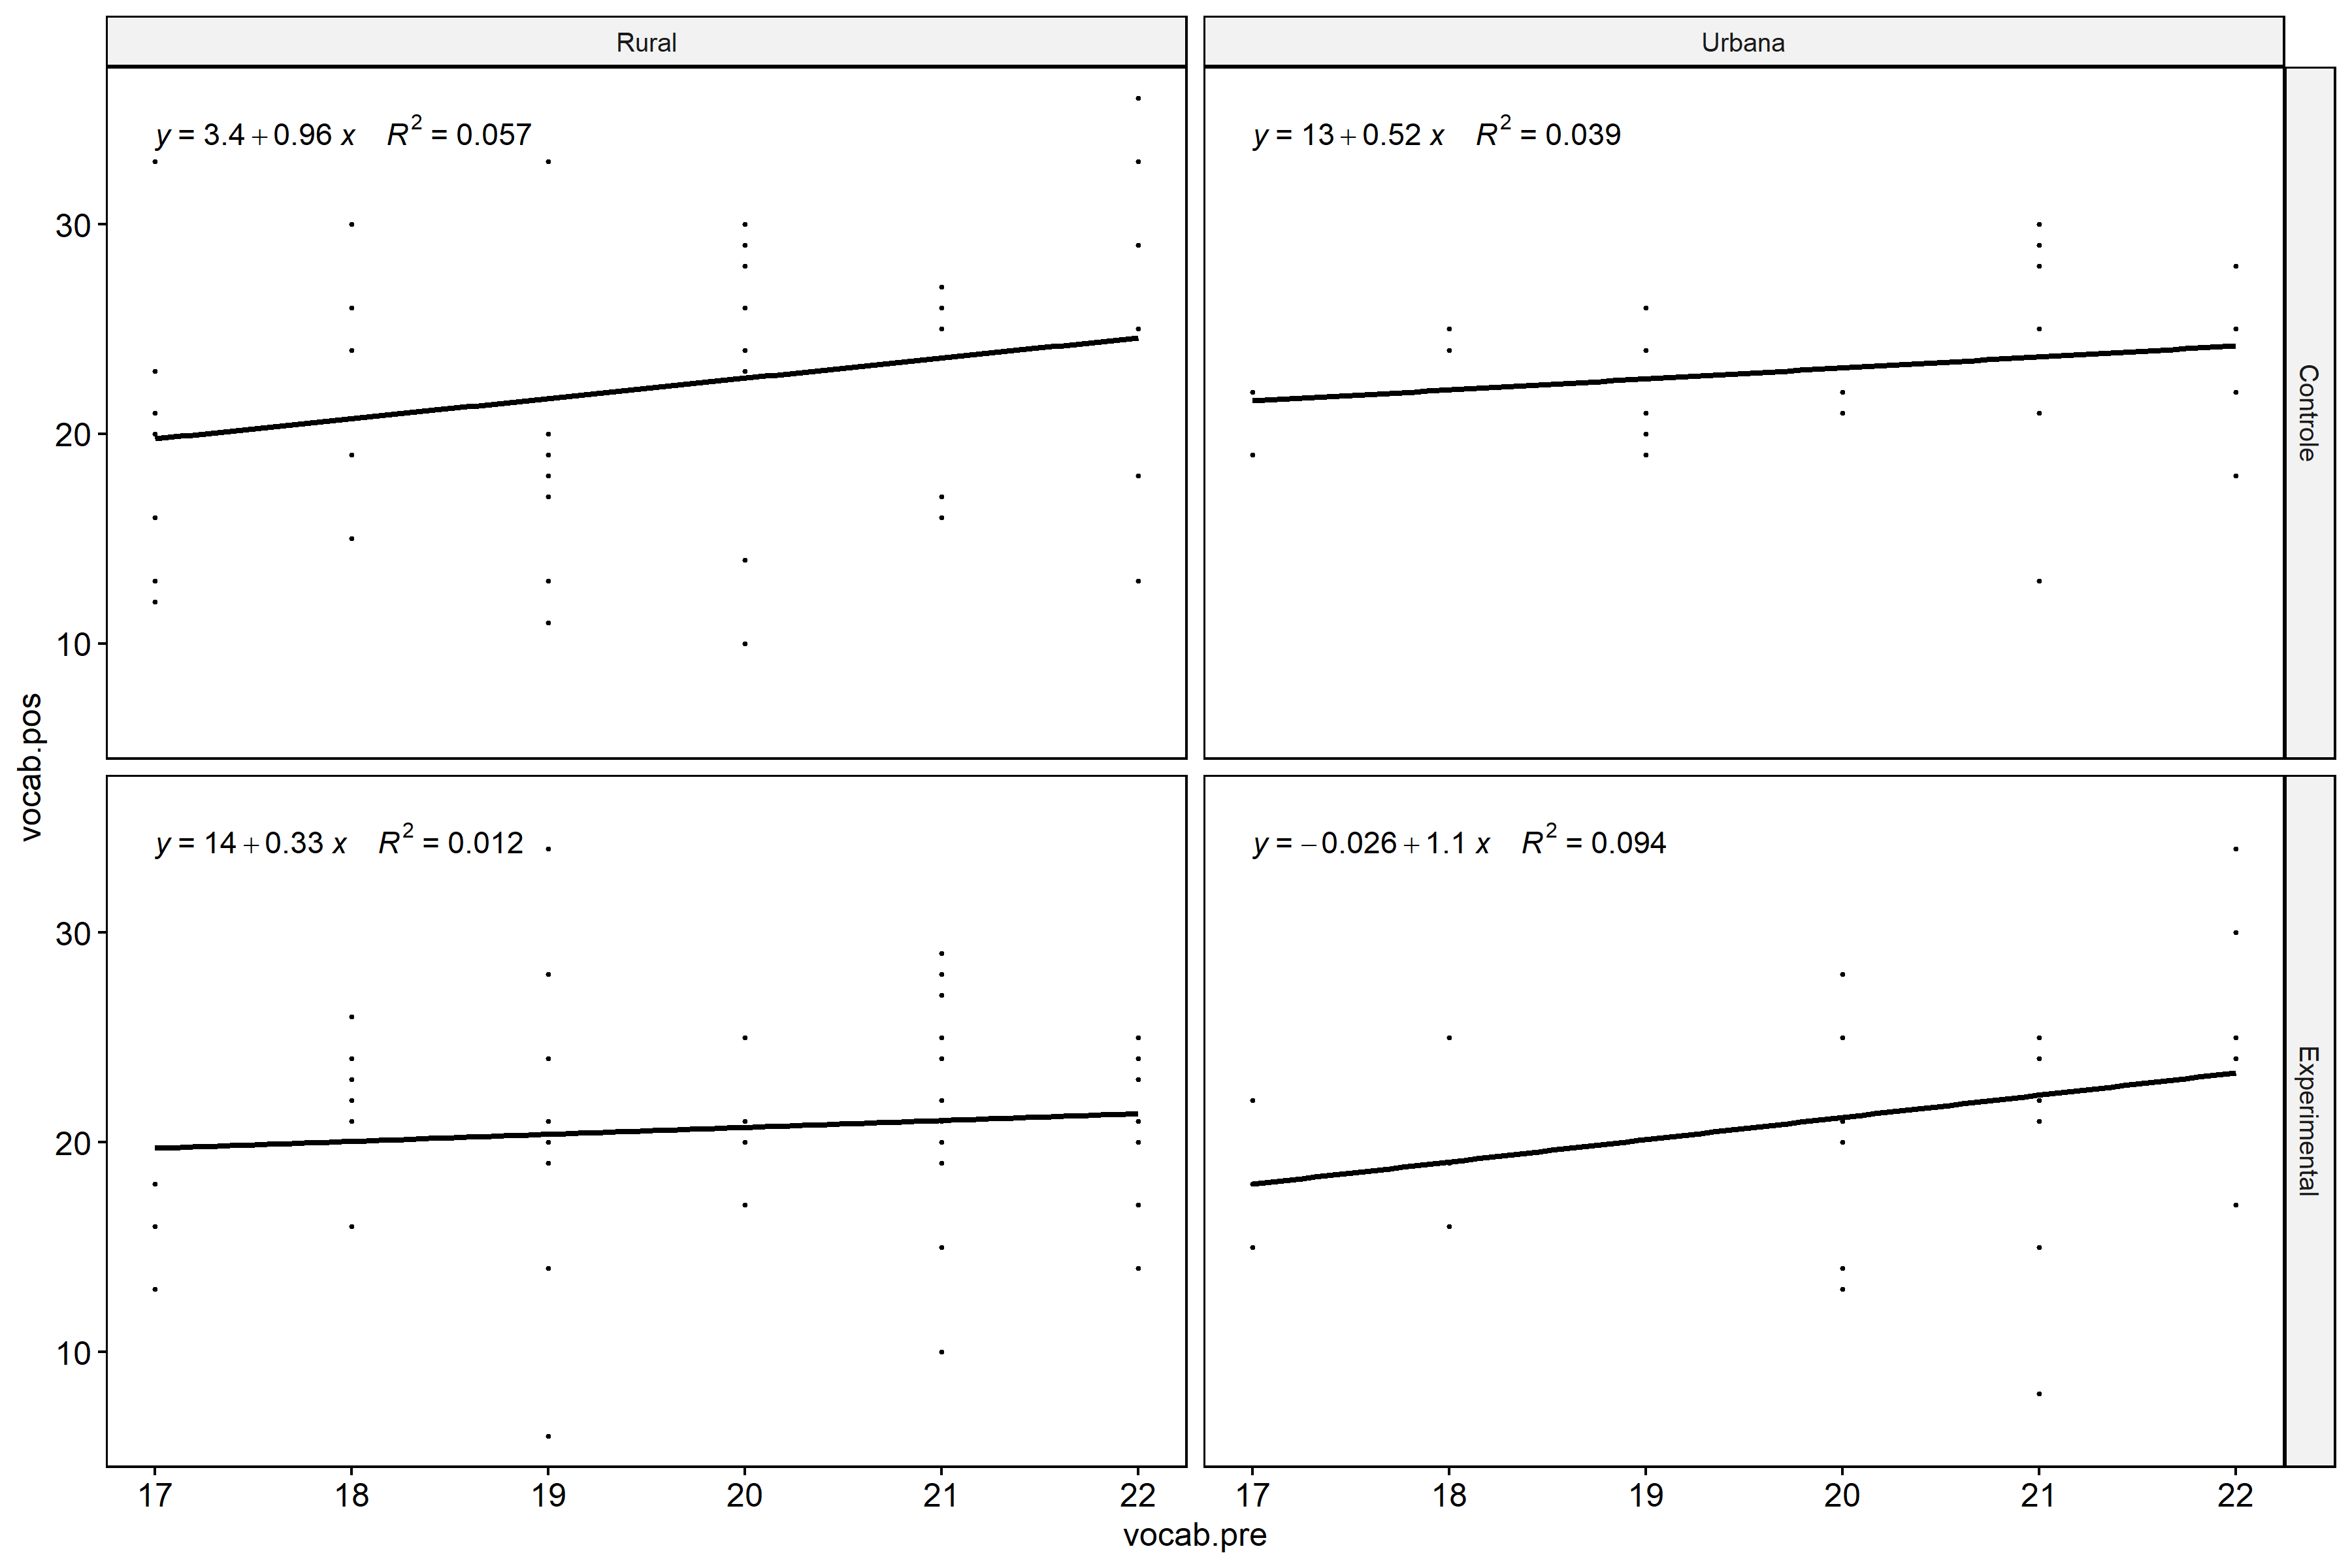 Rural Urbana
y = 3.4 + 0.96 x R² = 0.057
y = 13 + 0.52 x R² = 0.039
30
20
10
Controle
vocab.pos
y = 14 + 0.33 x R² = 0.012
y = −0.026 + 1.1 x R² = 0.094
30
20
10
Experimental
17 18 19 20 21 22
17 18 19 20 21 22
vocab.pre